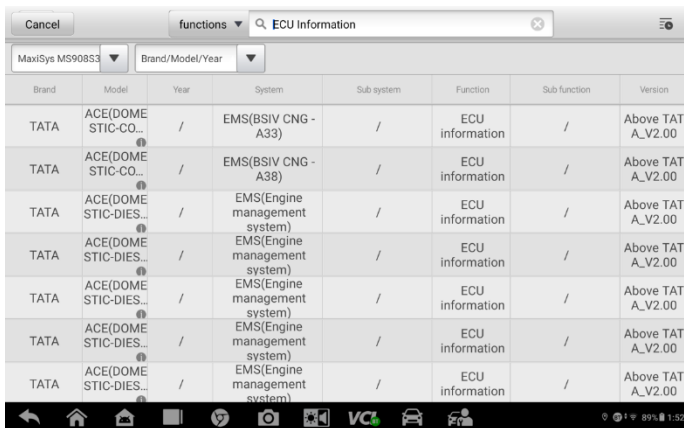 Cancel functions ▼ ECU Information
MaxiSys MS908S3 ▼ Brand/Model/Year ▼
Brand Model Year System Sub system Function Sub function Version
TATA ACE(DOME STIC-CO... / EMS(BSIV CNG - A33) / ECU information / Above TAT A_V2.00
TATA ACE(DOME STIC-CO... / EMS(BSIV CNG - A38) / ECU information / Above TAT A_V2.00
TATA ACE(DOME STIC-DIES... / EMS(Engine management system) / ECU information / Above TAT A_V2.00
TATA ACE(DOME STIC-DIES... / EMS(Engine management system) / ECU information / Above TAT A_V2.00
TATA ACE(DOME STIC-DIES... / EMS(Engine management system) / ECU information / Above TAT A_V2.00
TATA ACE(DOME STIC-DIES... / EMS(Engine management system) / ECU information / Above TAT A_V2.00
TATA ACE(DOME STIC-DIES... / EMS(Engine management system) / ECU information / Above TAT A_V2.00
VCI 89% 1:52